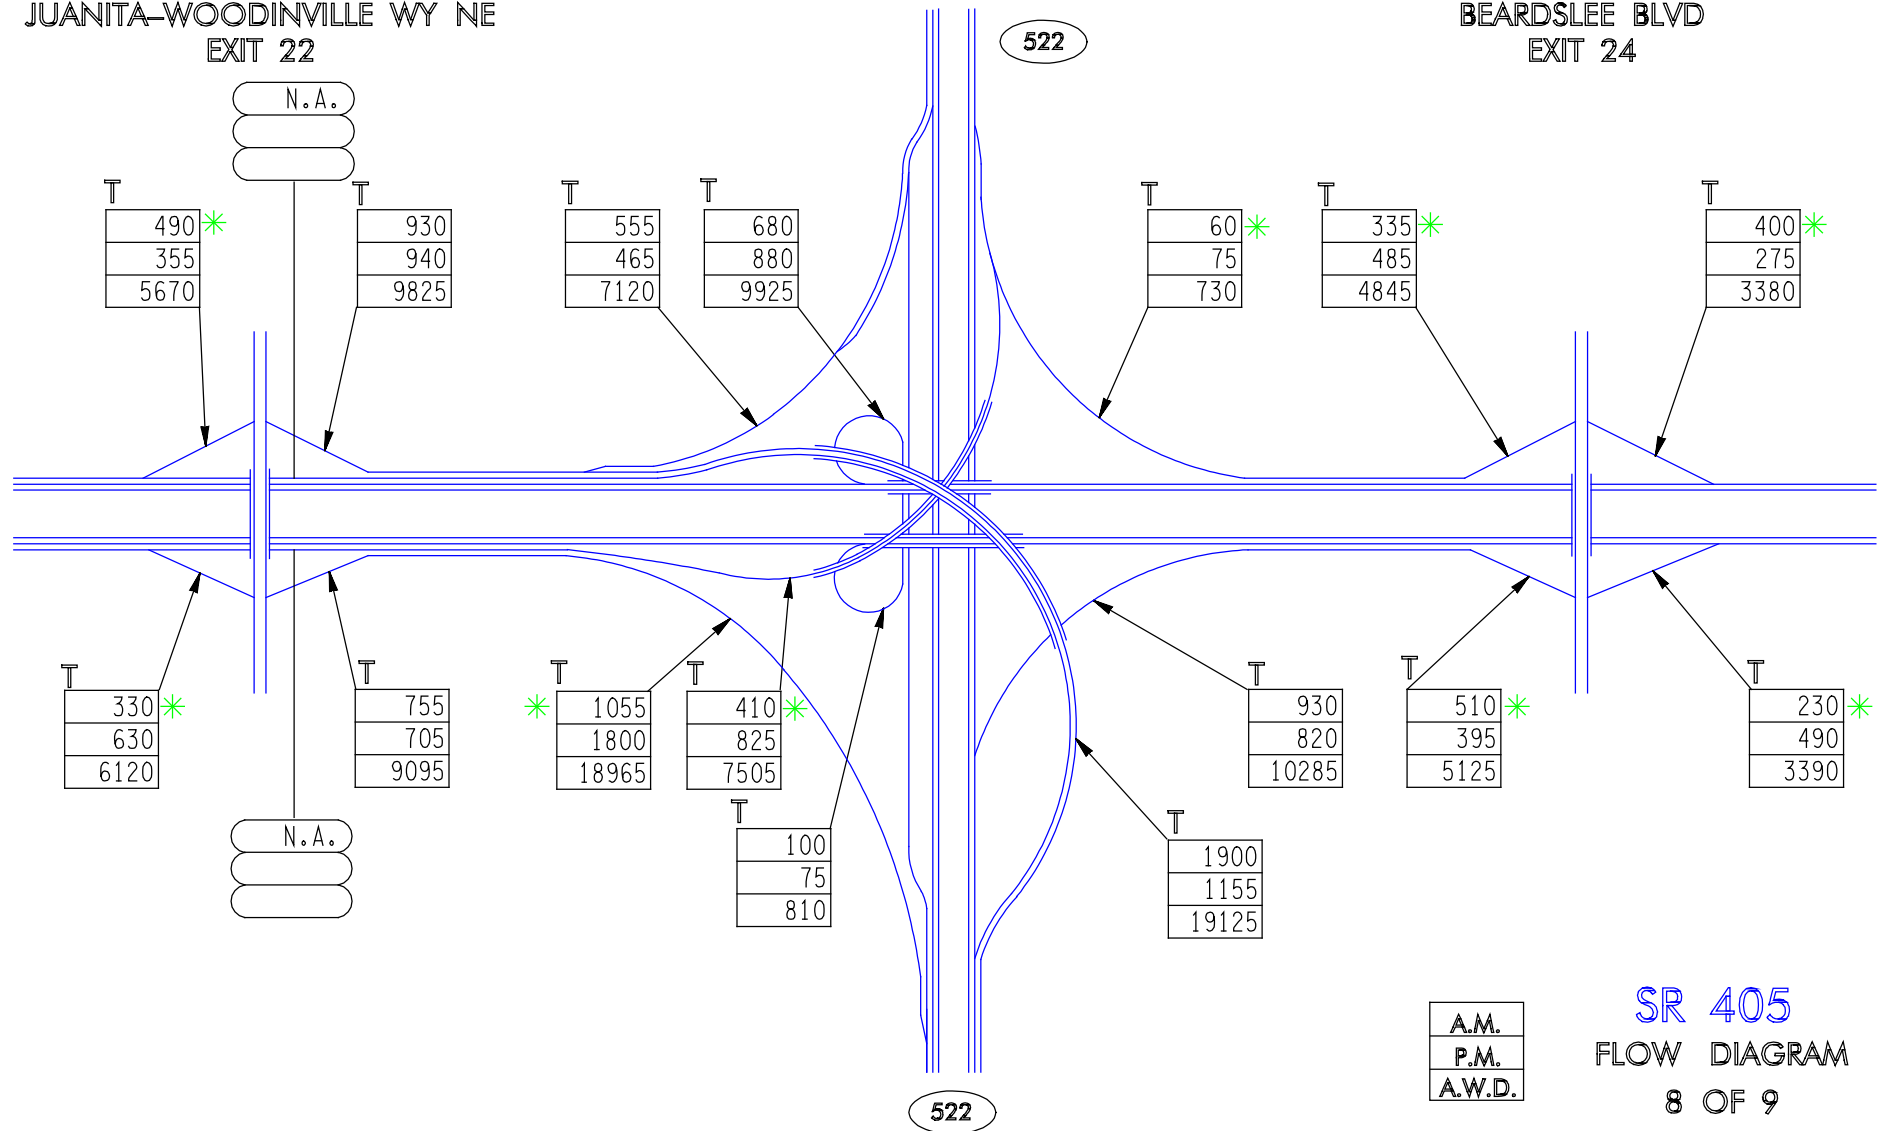 JUANITA–WOODINVILLE WY NE
EXIT 22
522
BEARDSLEE BLVD
EXIT 24
N.A.
T
490
355
5670
T
930
940
9825
T
555
465
7120
T
680
880
9925
T
60
75
730
T
335
485
4845
T
400
275
3380
T
330
630
6120
T
755
705
9095
T
1055
1800
18965
T
410
825
7505
T
930
820
10285
T
510
395
5125
T
230
490
3390
N.A.
T
100
75
810
T
1900
1155
19125
A.M.
P.M.
A.W.D.
SR 405
FLOW DIAGRAM
8 OF 9
522